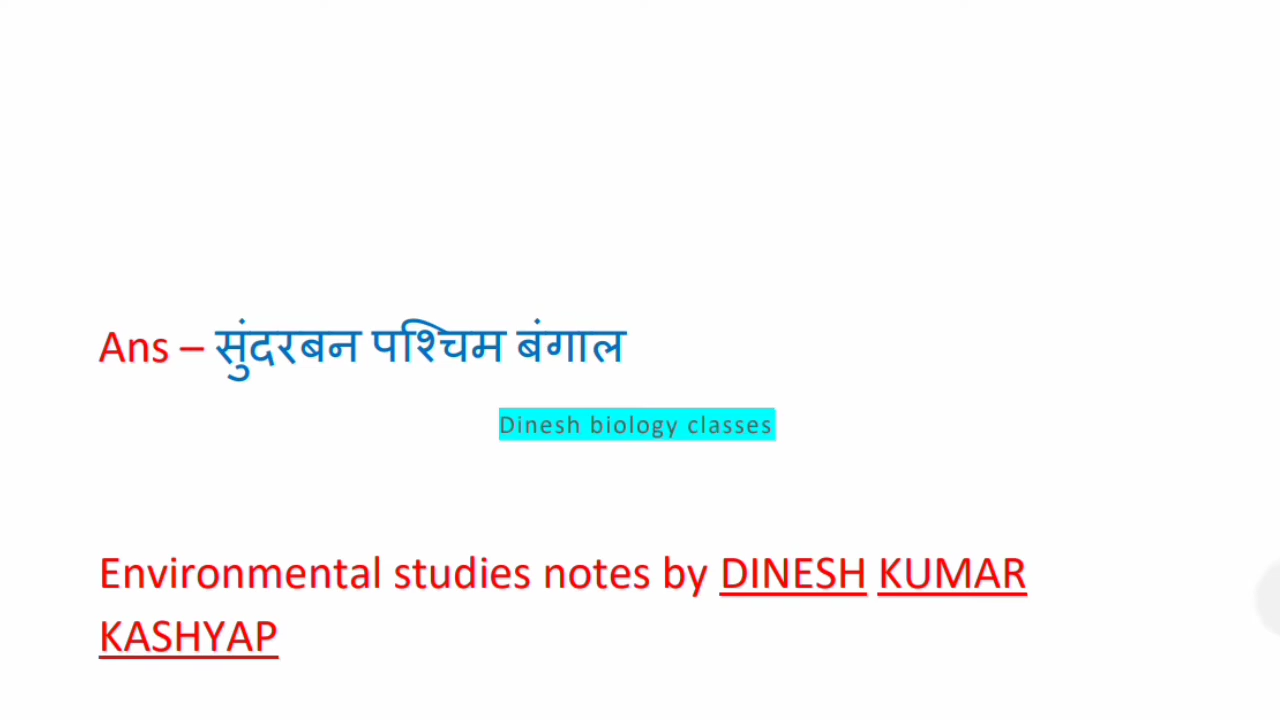 Ans – सुंदरबन पश्चिम बंगाल
Dinesh biology classes
Environmental studies notes by DINESH KUMAR
KASHYAP